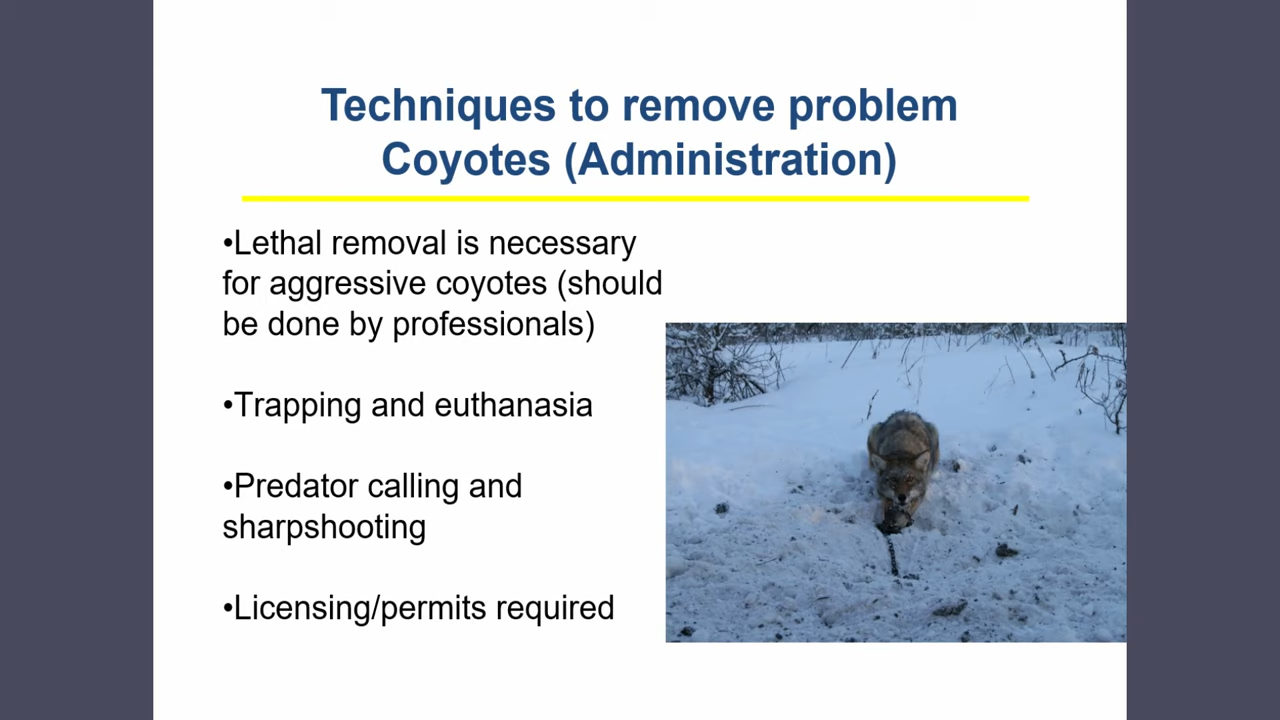 Techniques to remove problem
Coyotes (Administration)
•Lethal removal is necessary
for aggressive coyotes (should
be done by professionals)
•Trapping and euthanasia
•Predator calling and
sharpshooting
•Licensing/permits required